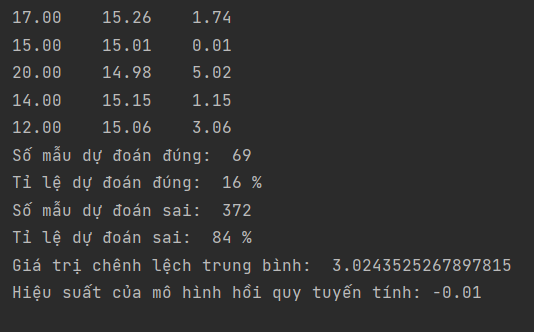 17.00    15.26    1.74
15.00    15.01    0.01
20.00    14.98    5.02
14.00    15.15    1.15
12.00    15.06    3.06
Số mẫu dự đoán đúng:  69
Tỉ lệ dự đoán đúng:  16 %
Số mẫu dự đoán sai:  372
Tỉ lệ dự đoán sai:  84 %
Giá trị chênh lệch trung bình:  3.0243525267897815
Hiệu suất của mô hình hồi quy tuyến tính: -0.01